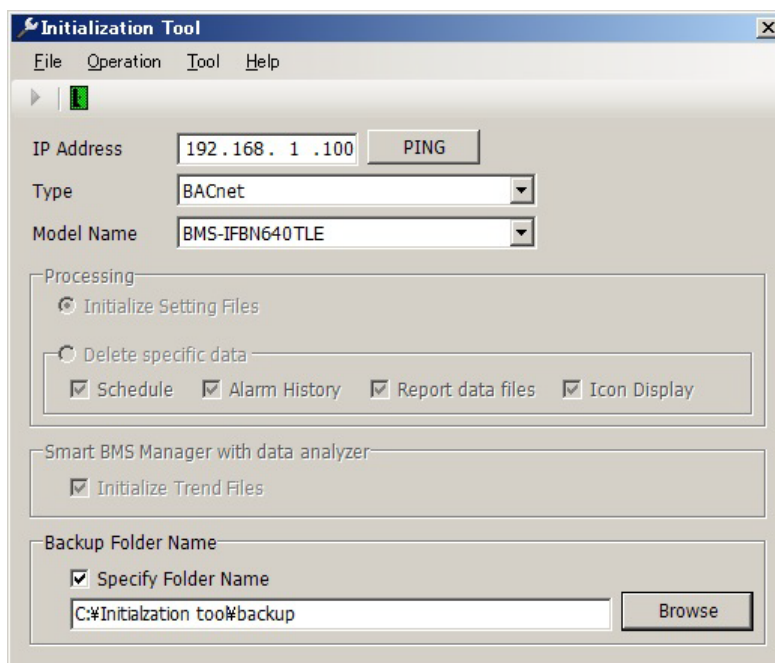 Initialization Tool
File Operation Tool Help
IP Address 192.168. 1 .100 PING
Type BACnet
Model Name BMS-IFBN640TLE
Processing
Initialize Setting Files
Delete specific data
Schedule Alarm History Report data files Icon Display
Smart BMS Manager with data analyzer
Initialize Trend Files
Backup Folder Name
Specify Folder Name
C:¥Initialzation tool¥backup Browse